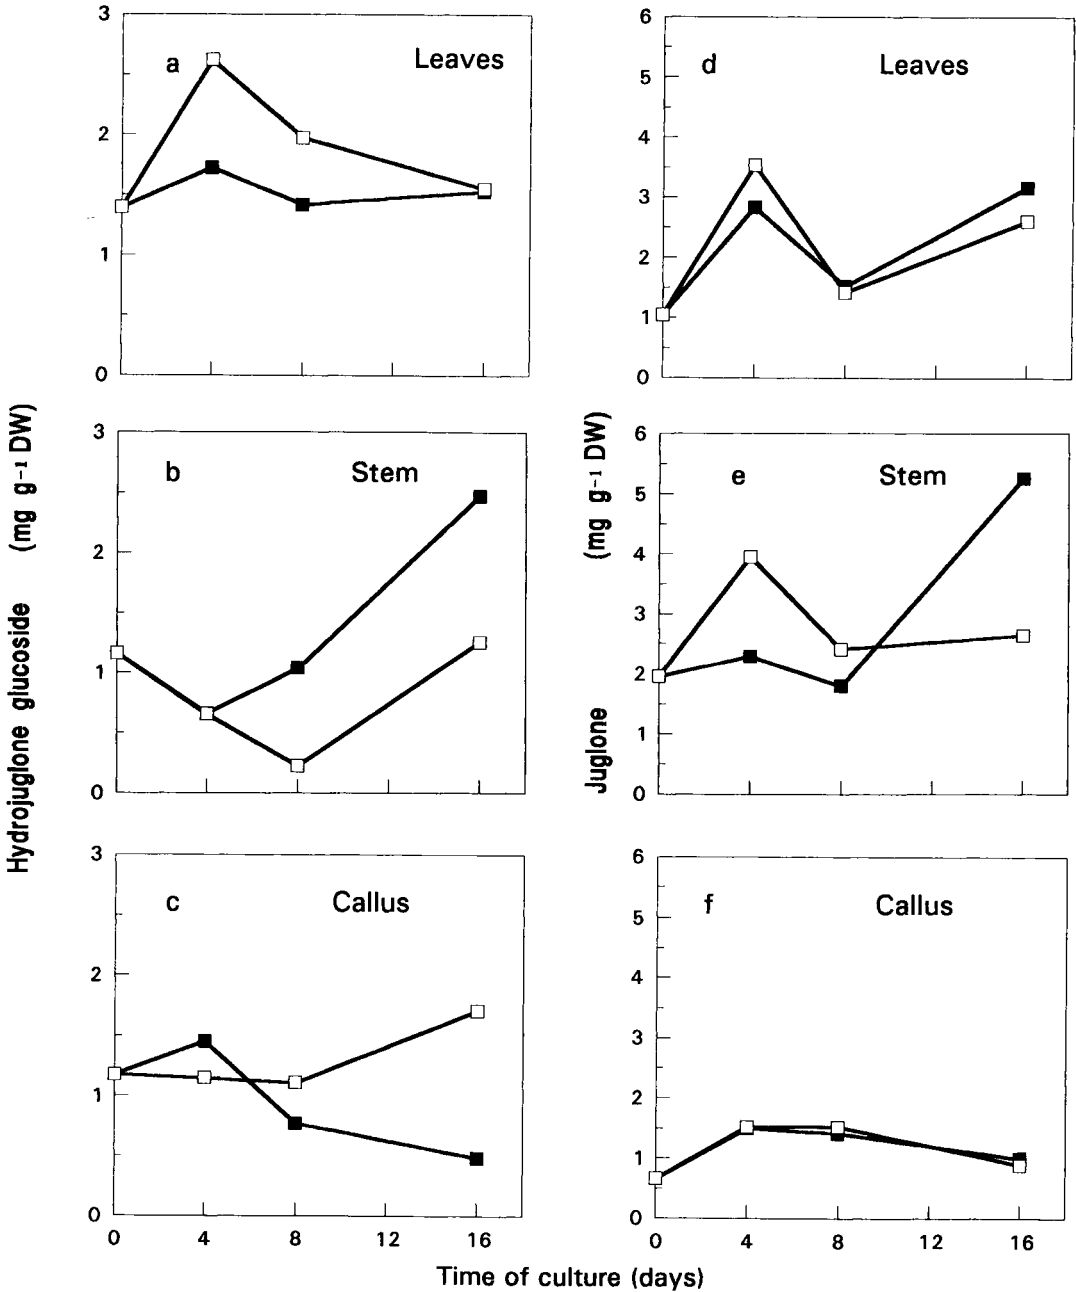 3
a
Leaves
2
1
0
6
d
Leaves
5
4
3
2
1
0
Hydrojuglone glucoside (mg g⁻¹ DW)
3
b
Stem
2
1
0
Juglone (mg g⁻¹ DW)
6
e
Stem
5
4
3
2
1
0
3
c
Callus
2
1
0
0 4 8 12 16
6
f
Callus
5
4
3
2
1
0
0 4 8 12 16
Time of culture (days)